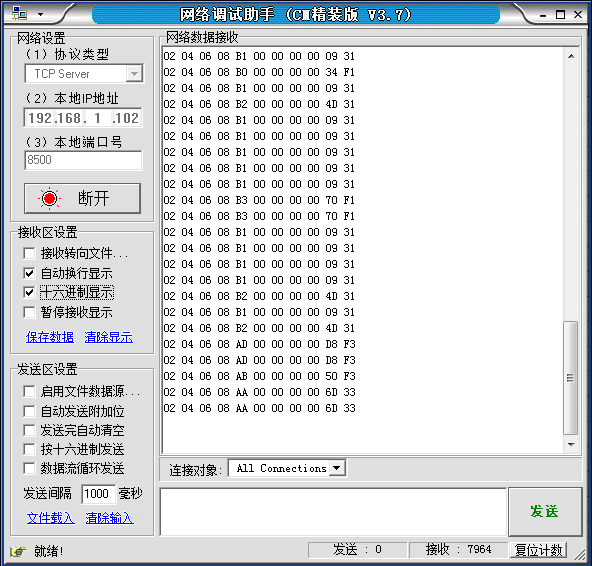 网络调试助手 (CM精装版 V3.7)
网络设置
(1) 协议类型
TCP Server
(2) 本地IP地址
192.168. 1 .102
(3) 本地端口号
8500
断开
接收区设置
接收转向文件...
自动换行显示
十六进制显示
暂停接收显示
保存数据 清除显示
发送区设置
启用文件数据源...
自动发送附加位
发送完自动清空
按十六进制发送
数据流循环发送
发送间隔 1000 毫秒
文件载入 清除输入
网络数据接收
02 04 06 08 B1 00 00 00 00 09 31
02 04 06 08 B0 00 00 00 00 34 F1
02 04 06 08 B1 00 00 00 00 09 31
02 04 06 08 B2 00 00 00 00 4D 31
02 04 06 08 B1 00 00 00 00 09 31
02 04 06 08 B1 00 00 00 00 09 31
02 04 06 08 B1 00 00 00 00 09 31
02 04 06 08 B1 00 00 00 00 09 31
02 04 06 08 B1 00 00 00 00 09 31
02 04 06 08 B3 00 00 00 00 70 F1
02 04 06 08 B3 00 00 00 00 70 F1
02 04 06 08 B1 00 00 00 00 09 31
02 04 06 08 B1 00 00 00 00 09 31
02 04 06 08 B1 00 00 00 00 09 31
02 04 06 08 B1 00 00 00 00 09 31
02 04 06 08 B2 00 00 00 00 4D 31
02 04 06 08 B1 00 00 00 00 09 31
02 04 06 08 B2 00 00 00 00 4D 31
02 04 06 08 AD 00 00 00 00 D8 F3
02 04 06 08 AD 00 00 00 00 D8 F3
02 04 06 08 AB 00 00 00 00 50 F3
02 04 06 08 AA 00 00 00 00 6D 33
02 04 06 08 AA 00 00 00 00 6D 33
连接对象: All Connections
发送
就绪!
发送 : 0
接收 : 7964
复位计数